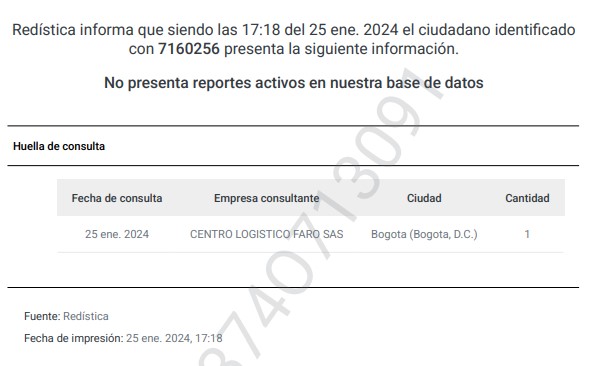 Redística informa que siendo las 17:18 del 25 ene. 2024 el ciudadano identificado
con 7160256 presenta la siguiente información.
No presenta reportes activos en nuestra base de datos
Huella de consulta
Fecha de consulta Empresa consultante Ciudad Cantidad
25 ene. 2024 CENTRO LOGISTICO FARO SAS Bogota (Bogota, D.C.) 1
Fuente: Redística
Fecha de impresión: 25 ene. 2024, 17:18
3740713091